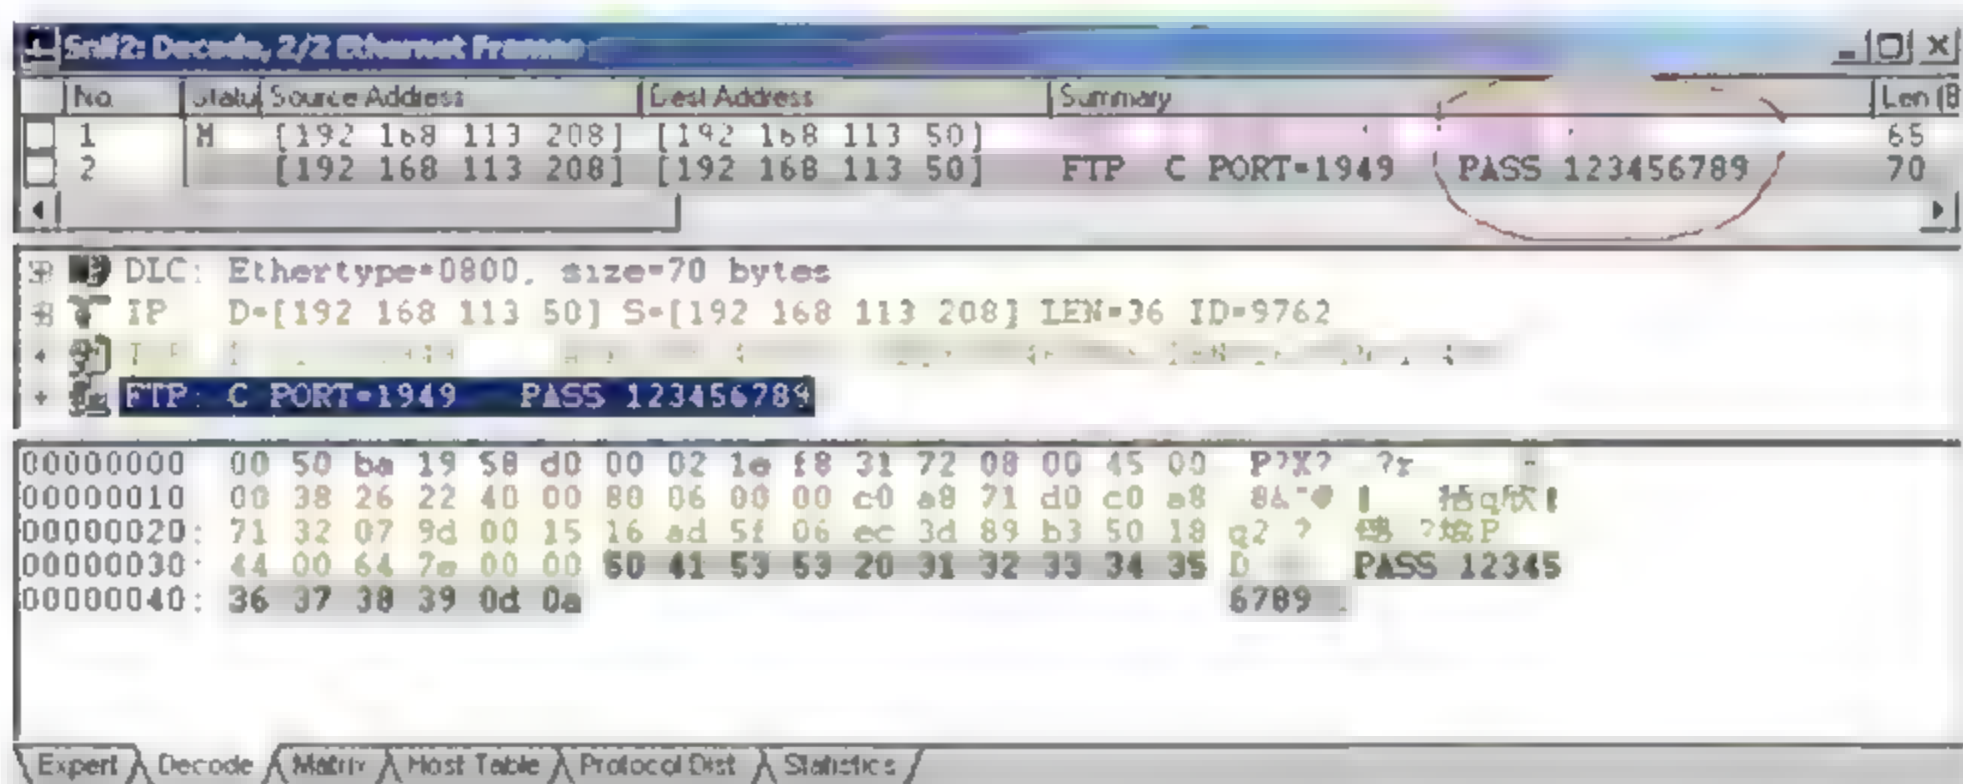 Snif2: Decode, 2/2 Ethernet Frames
No. Status Source Address Dest Address Summary Len (B
1 M [192 168 113 208] [192 168 113 50] 65
2 [192 168 113 208] [192 168 113 50] FTP C PORT=1949 PASS 123456789 70
DLC: Ethertype=0800, size=70 bytes
IP D=[192 168 113 50] S=[192 168 113 208] LEN=36 ID=9762
FTP: C PORT=1949 PASS 123456789
00000000 00 50 ba 19 58 d0 00 02 1e f8 31 72 08 00 45 00 P?X? ?r
00000010 00 38 26 22 40 00 80 06 00 00 c0 a8 71 d0 c0 a8 8&"@
00000020: 71 32 07 9d 00 15 16 ad 5f 06 ec 3d 89 b3 50 18 q2 ?
00000030: 44 00 64 7e 00 00 50 41 53 53 20 31 32 33 34 35 D PASS 12345
00000040: 36 37 38 39 0d 0a 6789
Expert Decode Matrix Host Table Protocol Dist Statistics